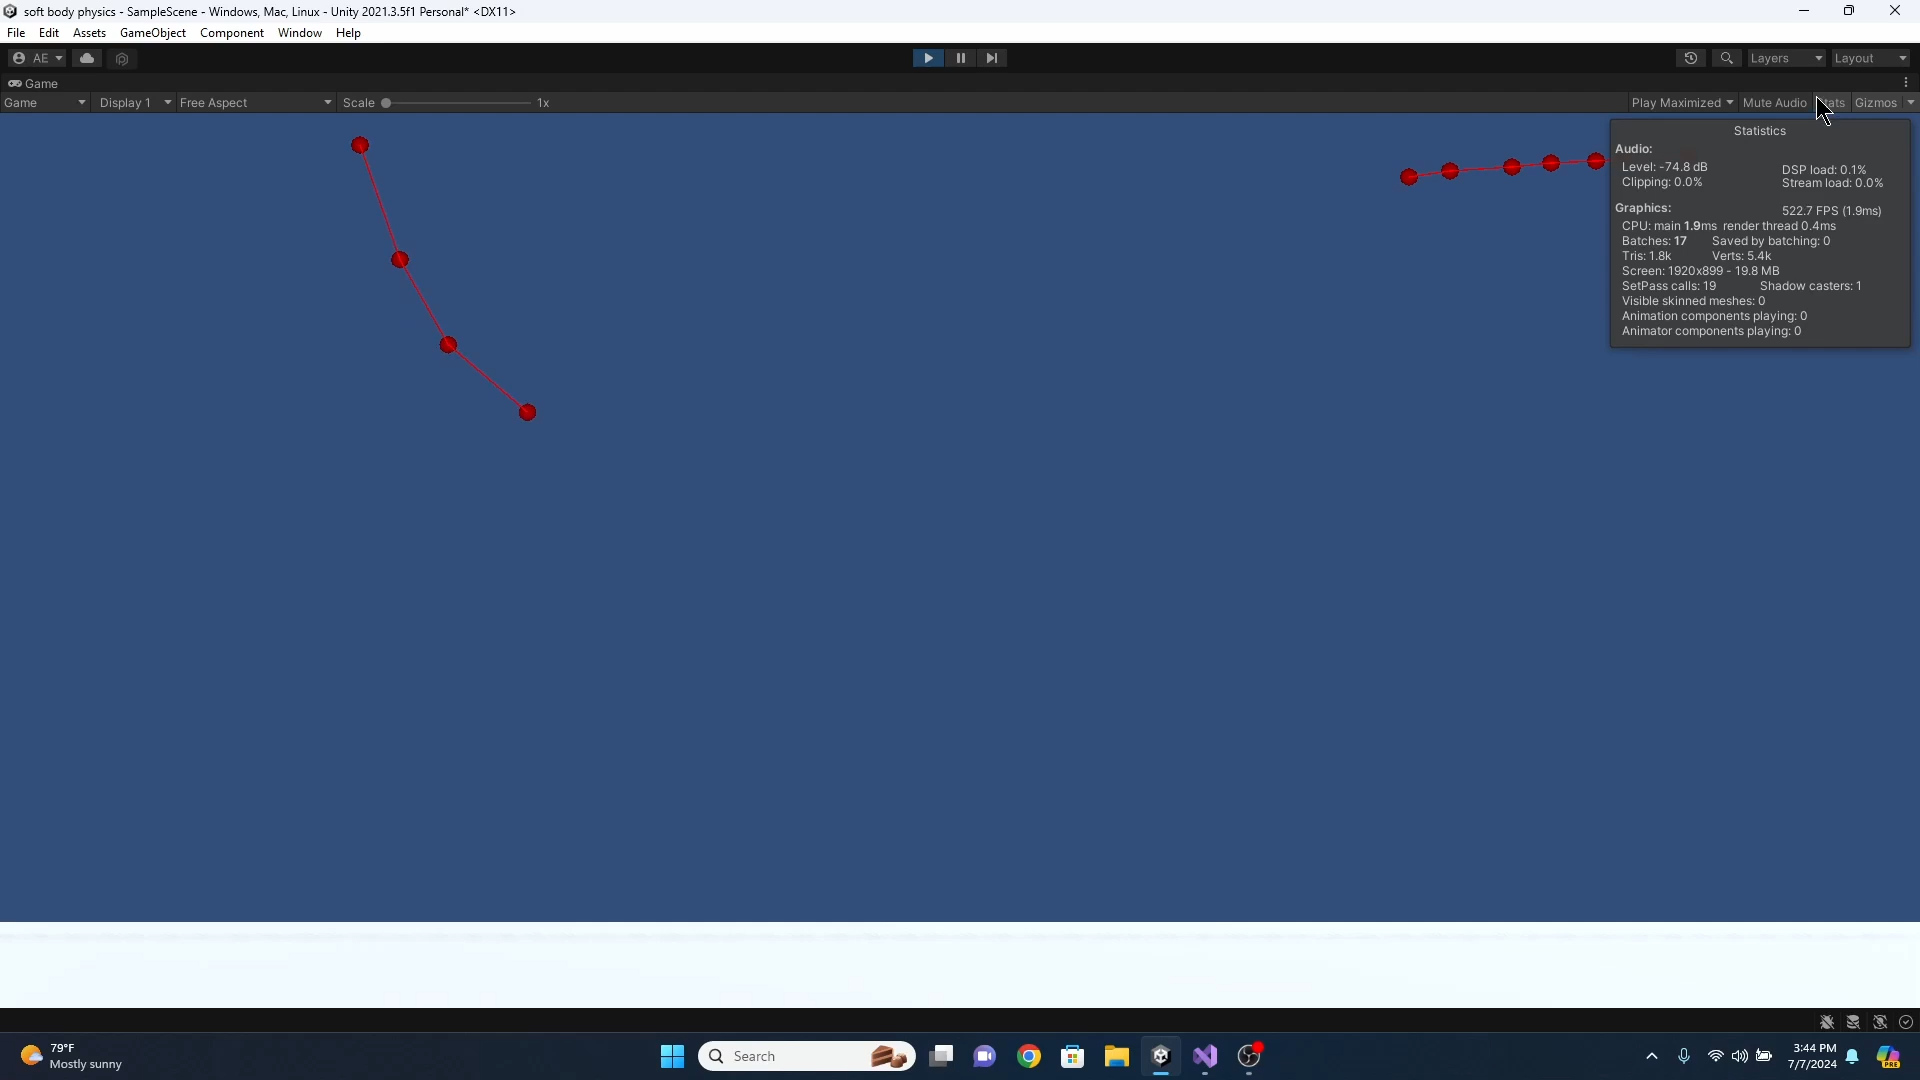 soft body physics - SampleScene - Windows, Mac, Linux - Unity 2021.3.5f1 Personal* <DX11>
File Edit Assets GameObject Component Window Help
AE Layers Layout
Game
Game Display 1 Free Aspect Scale 1x Play Maximized Mute Audio Gizmos
Statistics
Audio:
Level: -74.8 dB DSP load: 0.1%
Clipping: 0.0% Stream load: 0.0%
Graphics: 522.7 FPS (1.9ms)
CPU: main 1.9ms render thread 0.4ms
Batches: 17 Saved by batching: 0
Tris: 1.8k Verts: 5.4k
Screen: 1920x899 - 19.8 MB
SetPass calls: 19 Shadow casters: 1
Visible skinned meshes: 0
Animation components playing: 0
Animator components playing: 0
79°F
Mostly sunny
Search
3:44 PM
7/7/2024
PRE